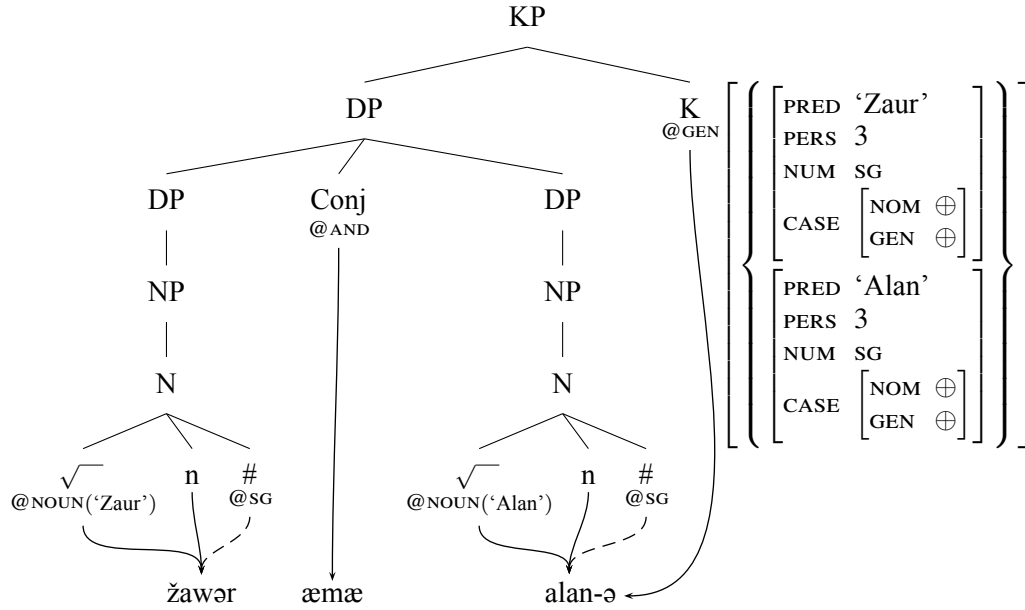 KP
DP K
@GEN
DP Conj DP
@AND
NP NP
N N
√ n # √ n #
@NOUN(‘Zaur’) @SG @NOUN(‘Alan’) @SG
žawər æmæ alan-ə
PRED ‘Zaur’
PERS 3
NUM SG
CASE [NOM ⊕
GEN ⊕]
PRED ‘Alan’
PERS 3
NUM SG
CASE [NOM ⊕
GEN ⊕]